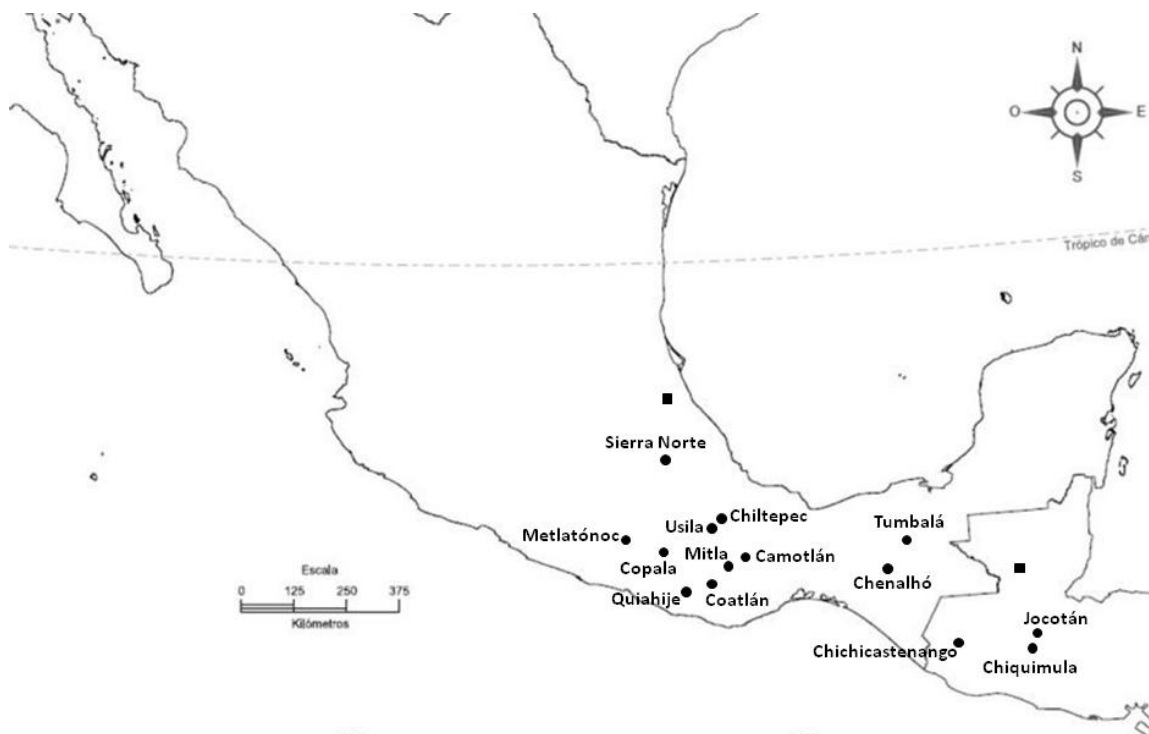 N
O
E
S
Trópico de Cán
Sierra Norte
Chiltepec
Usila
Tumbalá
Metlatónoc
Mitla
Camotlán
Copala
Chenalhó
Escala
0 125 250 375
Kilómetros
Quiahije
Coatlán
Jocotán
Chichicastenango
Chiquimula